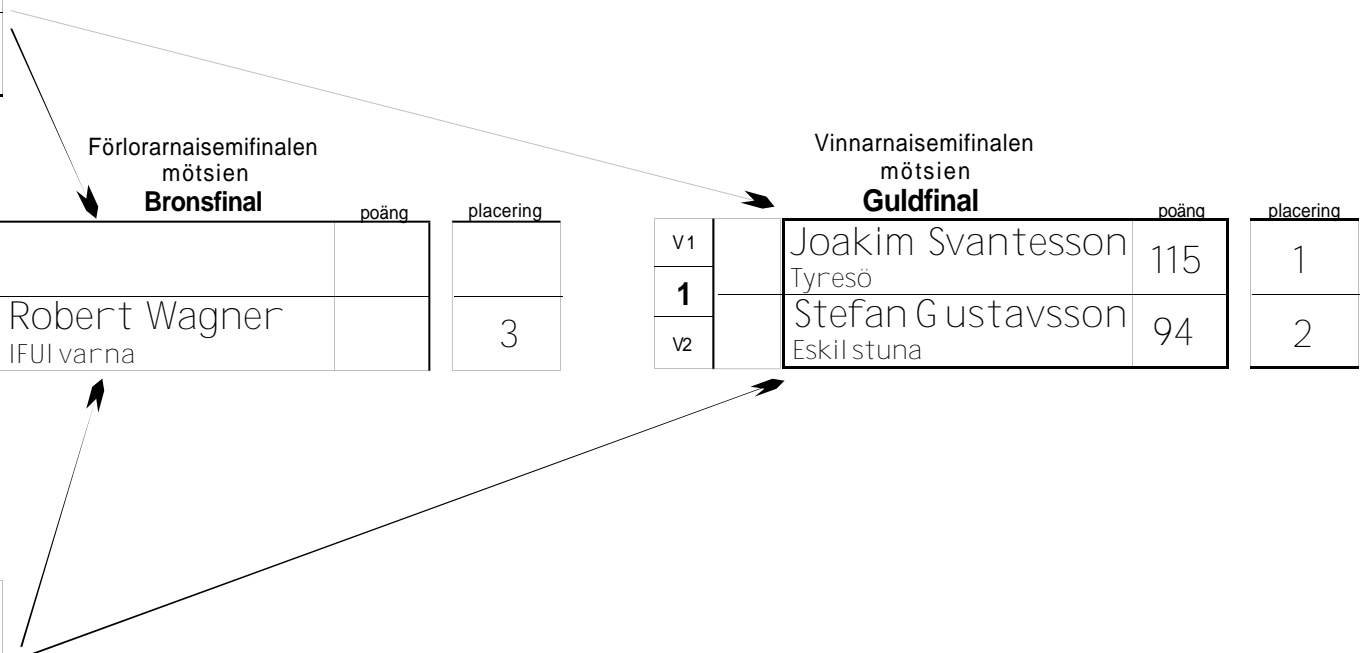 Förlorarnaisemifinalen
mötsien
Bronsfinal
poäng
placering
Robert Wagner
IFUlvarna
3
Vinnarnaisemifinalen
mötsien
Guldfinal
poäng
placering
V1
Joakim Svantesson
115
1
Tyresö
1
Stefan Gustavsson
94
2
V2
Eskilstuna